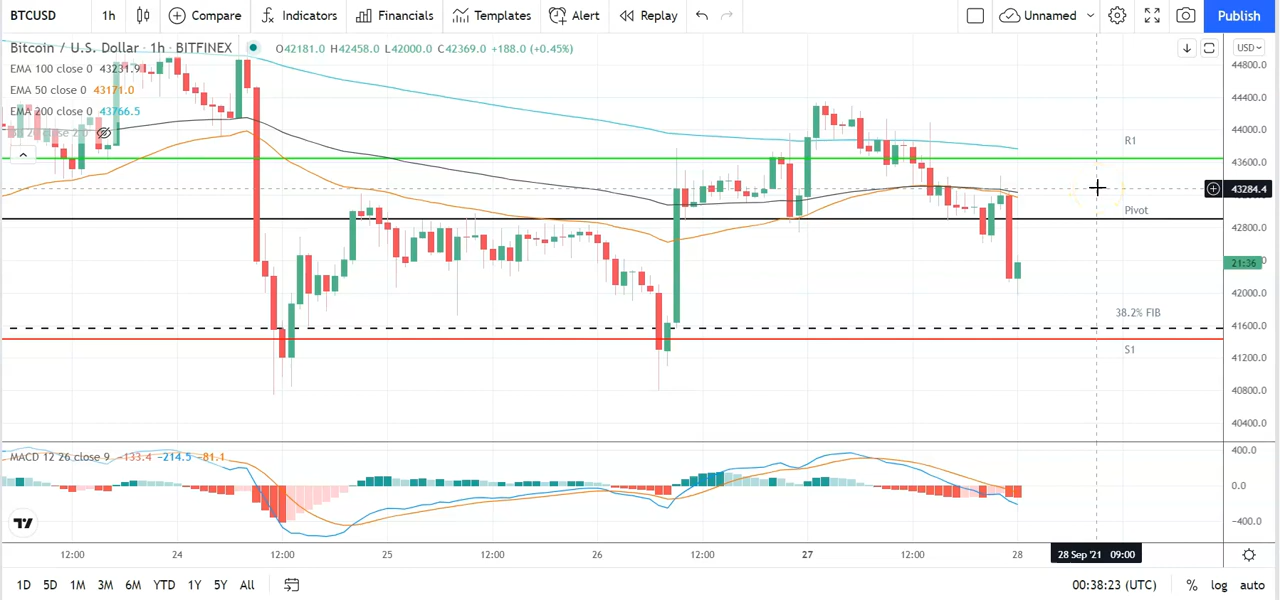 BTCUSD 1h Compare Indicators Financials Templates Alert Replay Unnamed Publish
Bitcoin / U.S. Dollar · 1h · BITFINEX O42181.0 H42458.0 L42000.0 C42369.0 +188.0 (+0.45%) USD
EMA 100 close 0 43231.9
EMA 50 close 0 43171.0
EMA 200 close 0 43766.5
44800.0
44400.0
44000.0
R1
43600.0
43284.4
Pivot
42800.0
21:36
42000.0
38.2% FIB
41600.0
S1
41200.0
40800.0
40400.0
MACD 12 26 close 9 −133.4 −214.5 −81.1
400.0
0.0
−400.0
12:00 24 12:00 25 12:00 26 12:00 27 12:00 28 28 Sep '21 09:00
1D 5D 1M 3M 6M YTD 1Y 5Y All 00:38:23 (UTC) % log auto